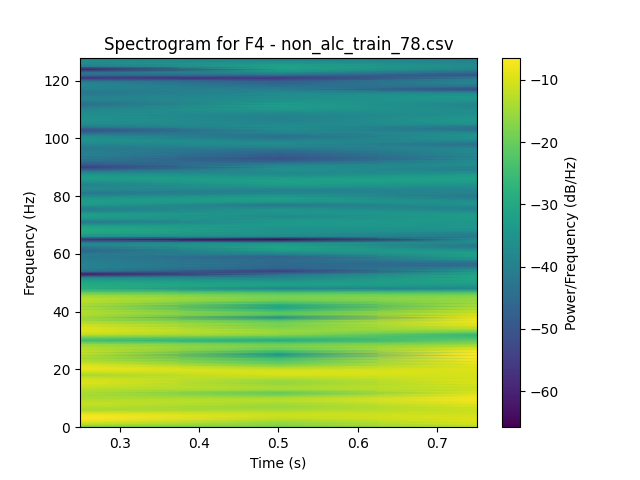 Spectrogram for F4 - non_alc_train_78.csv
120
100
80
60
40
20
0
Frequency (Hz)
0.3 0.4 0.5 0.6 0.7
Time (s)
−10
−20
−30
−40
−50
−60
Power/Frequency (dB/Hz)